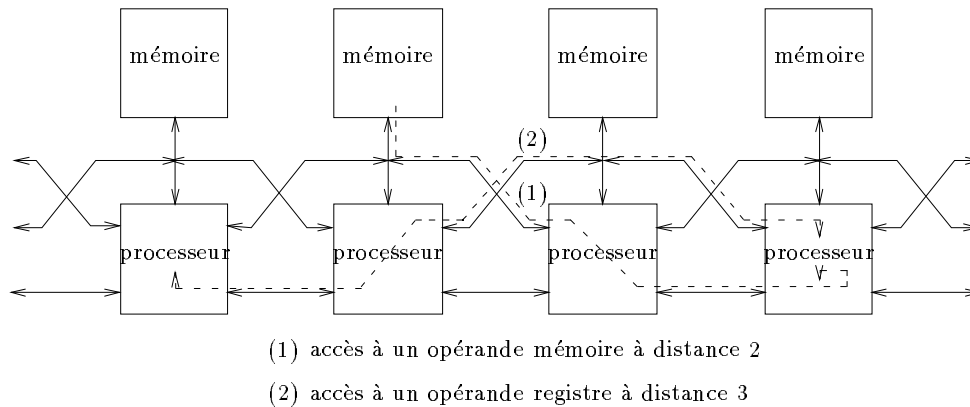 mémoire mémoire mémoire mémoire
(2)
(1)
processeur processeur processeur processeur
(1) accès à un opérande mémoire à distance 2
(2) accès à un opérande registre à distance 3